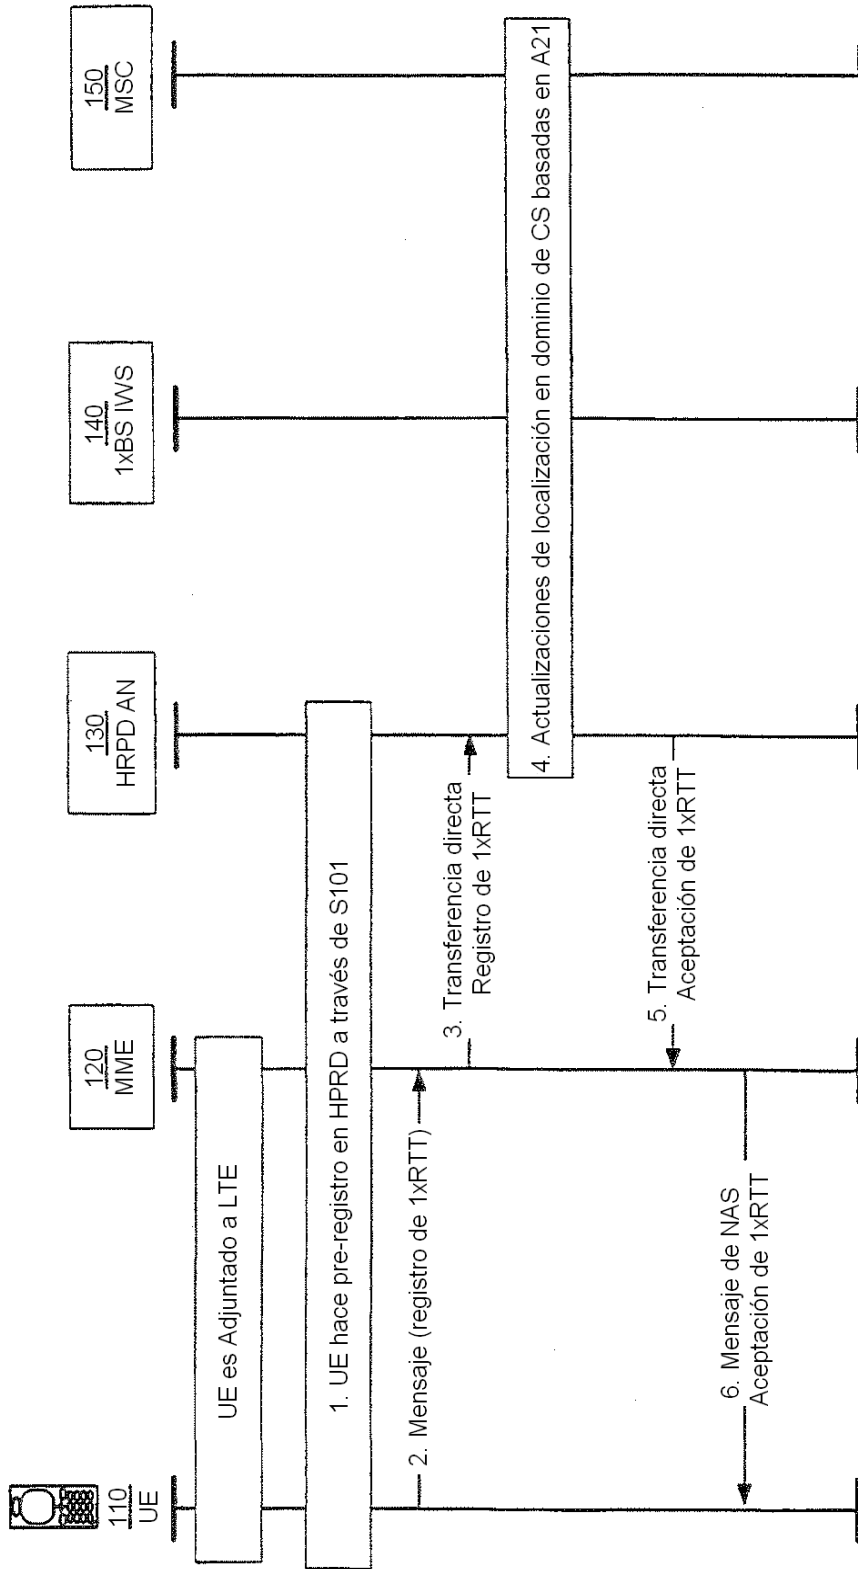 110
UE
120
MME
130
HRPD AN
140
1xBS IWS
150
MSC
UE es Adjuntado a LTE
1. UE hace pre-registro en HPRD a través de S101
2. Mensaje (registro de 1xRTT)
3. Transferencia directa
Registro de 1xRTT
4. Actualizaciones de localización en dominio de CS basadas en A21
5. Transferencia directa
Aceptación de 1xRTT
6. Mensaje de NAS
Aceptación de 1xRTT